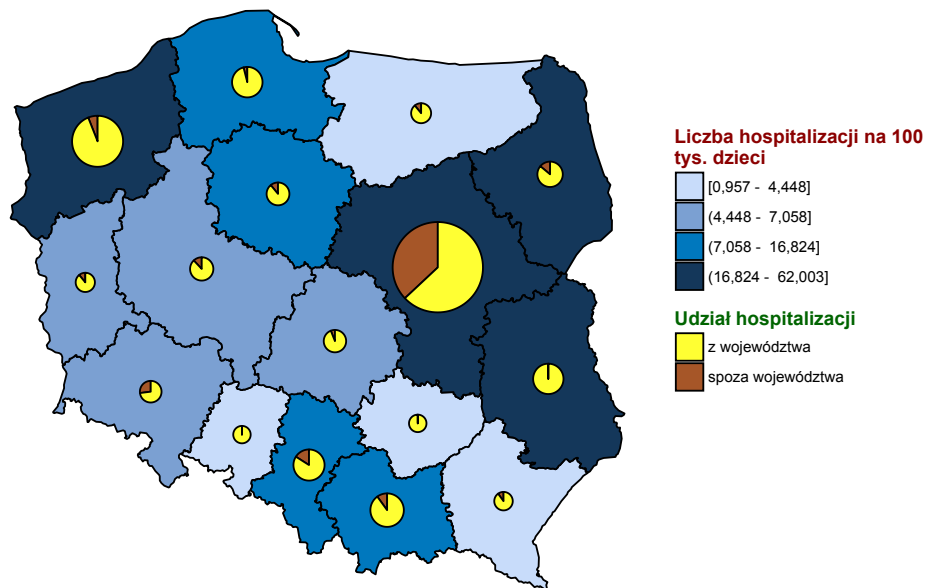 Liczba hospitalizacji na 100
tys. dzieci
[0,957 - 4,448]
(4,448 - 7,058]
(7,058 - 16,824]
(16,824 - 62,003]
Udział hospitalizacji
z województwa
spoza województwa